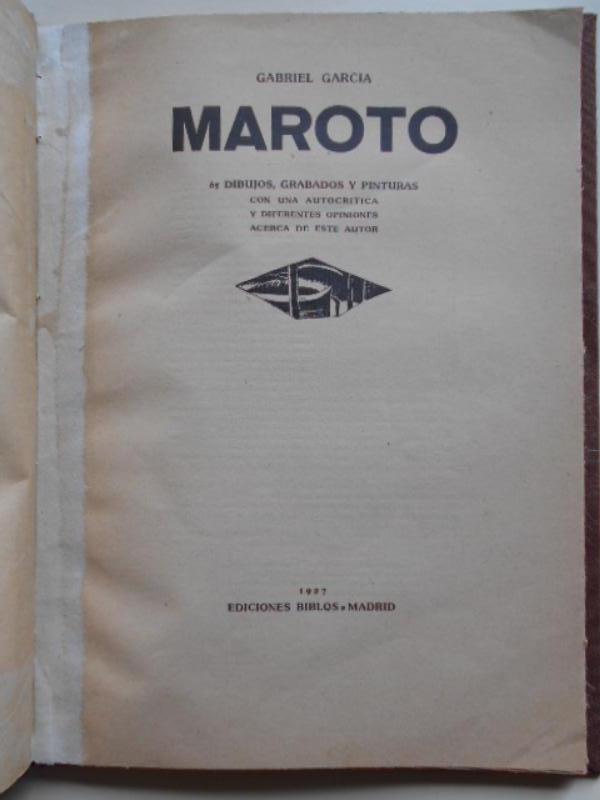 GABRIEL GARCIA
MAROTO
65 DIBUJOS, GRABADOS Y PINTURAS
CON UNA AUTOCRITICA
Y DIFERENTES OPINIONES
ACERCA DE ESTE AUTOR
1927
EDICIONES BIBLOS • MADRID